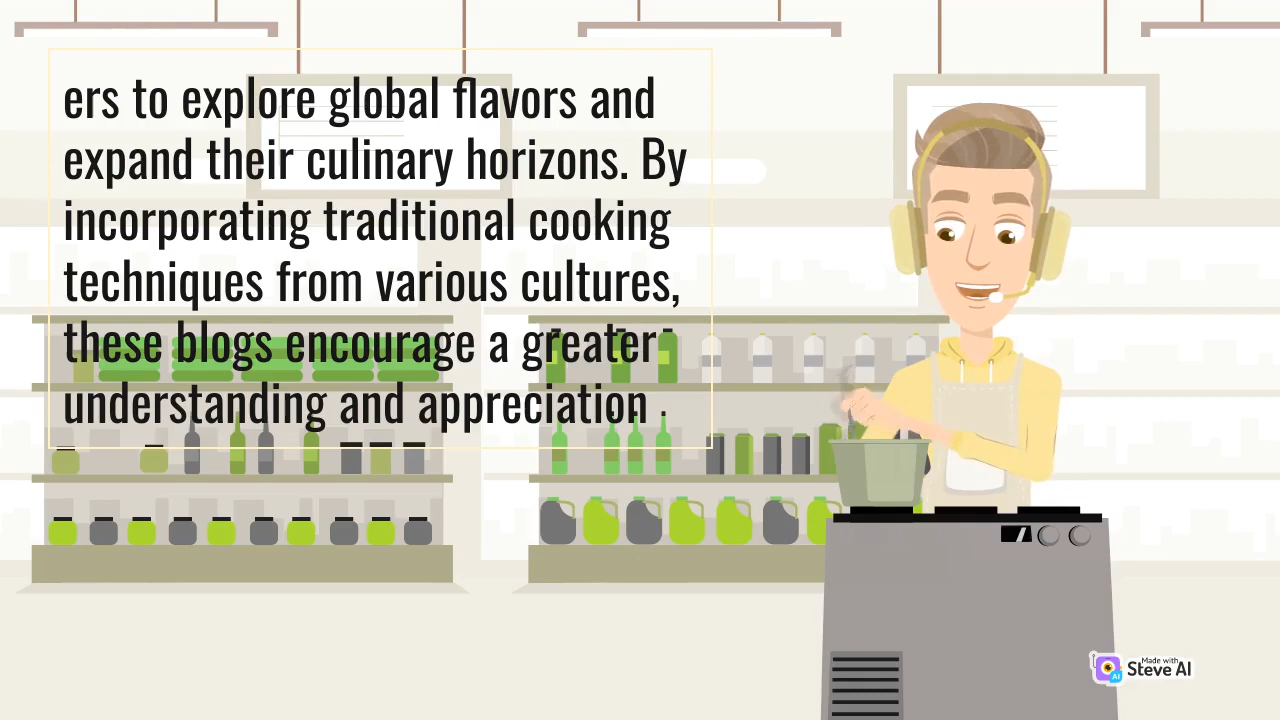 ers to explore global flavors and
expand their culinary horizons. By
incorporating traditional cooking
techniques from various cultures,
these blogs encourage a greater
understanding and appreciation .
Made with
Steve AI
AI